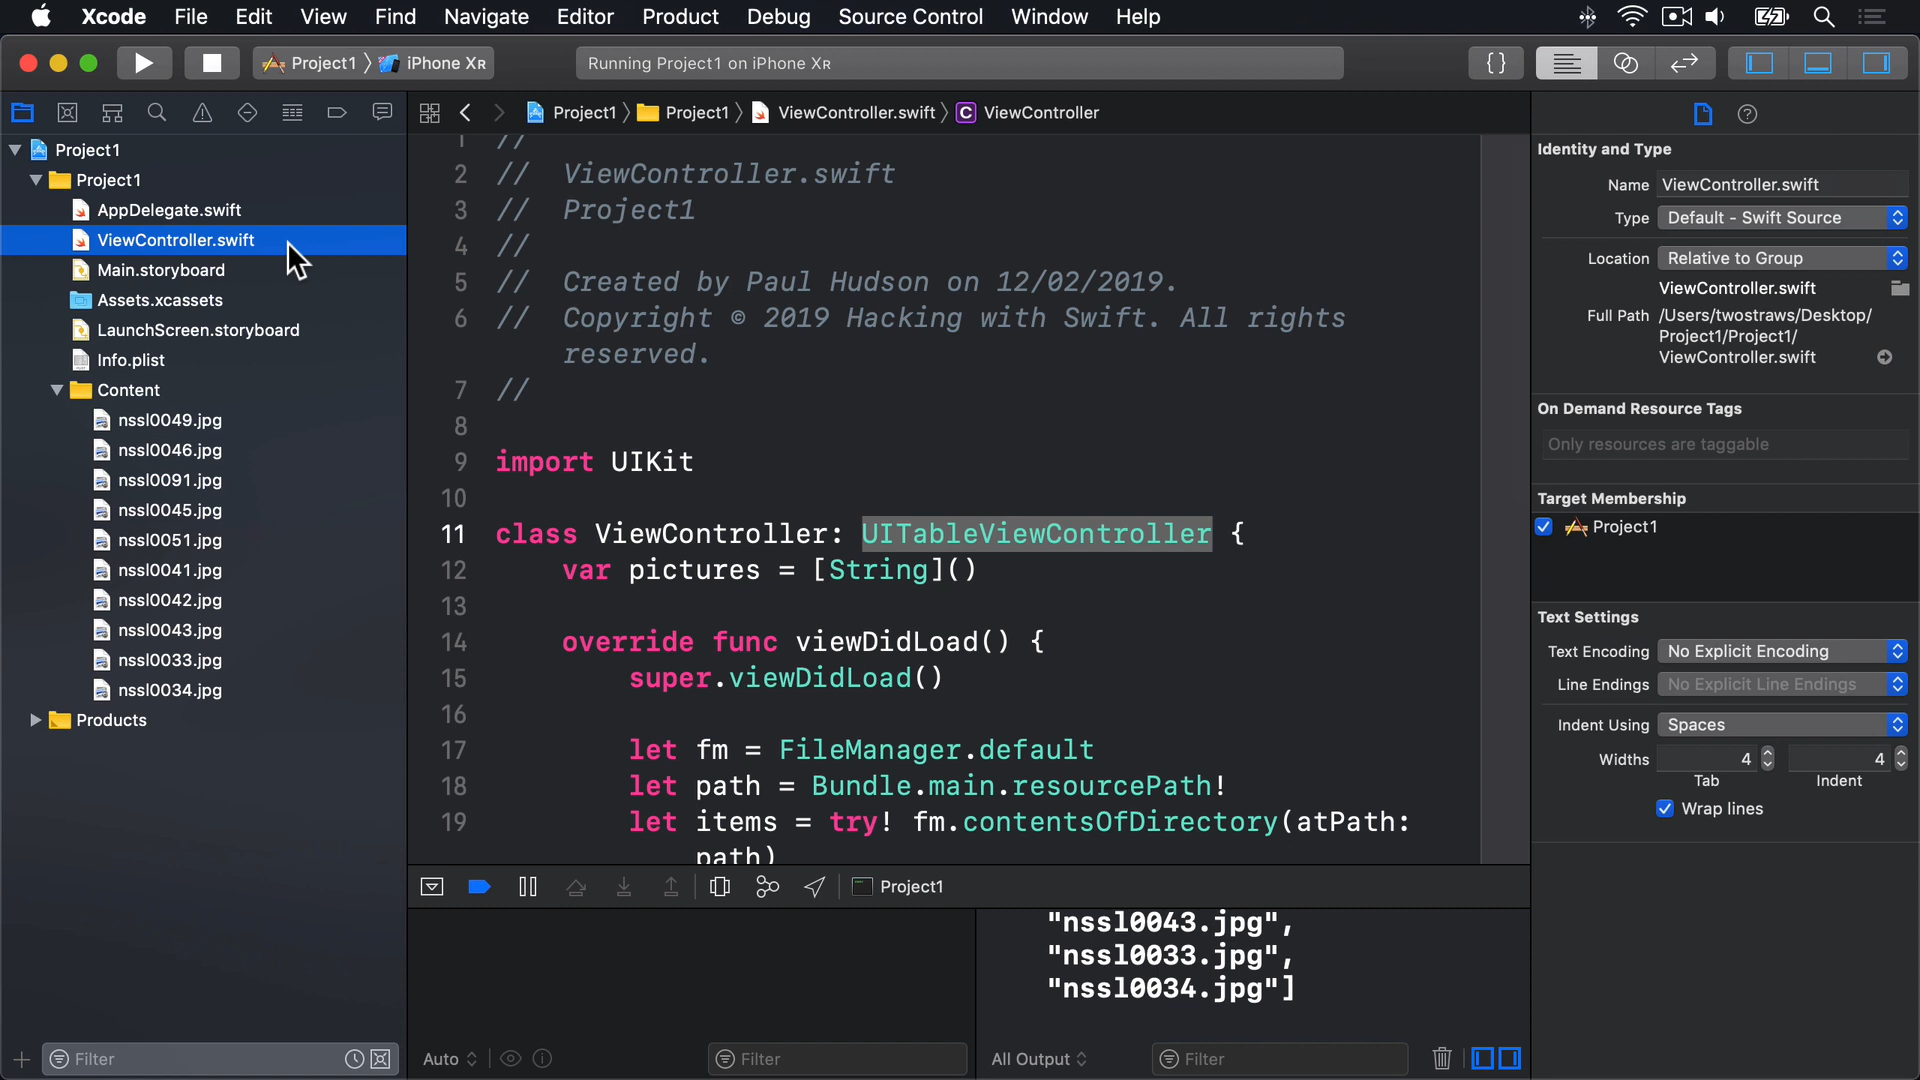 Xcode File Edit View Find Navigate Editor Product Debug Source Control Window Help
Project1 〉 iPhone XR
Running Project1 on iPhone XR
{}
Project1 〉 Project1 〉 ViewController.swift 〉 C ViewController
Project1
Project1
AppDelegate.swift
ViewController.swift
Main.storyboard
Assets.xcassets
LaunchScreen.storyboard
Info.plist
Content
nssl0049.jpg
nssl0046.jpg
nssl0091.jpg
nssl0045.jpg
nssl0051.jpg
nssl0041.jpg
nssl0042.jpg
nssl0043.jpg
nssl0033.jpg
nssl0034.jpg
Products
Filter
1 //
2 // ViewController.swift
3 // Project1
4 //
5 // Created by Paul Hudson on 12/02/2019.
6 // Copyright © 2019 Hacking with Swift. All rights
reserved.
7 //
8
9 import UIKit
10
11 class ViewController: UITableViewController {
12 var pictures = [String]()
13
14 override func viewDidLoad() {
15 super.viewDidLoad()
16
17 let fm = FileManager.default
18 let path = Bundle.main.resourcePath!
19 let items = try! fm.contentsOfDirectory(atPath:
path)
Project1
"nssl0043.jpg",
"nssl0033.jpg",
"nssl0034.jpg"]
Auto
Filter
All Output
Filter
Identity and Type
Name ViewController.swift
Type Default - Swift Source
Location Relative to Group
ViewController.swift
Full Path /Users/twostraws/Desktop/
Project1/Project1/
ViewController.swift
On Demand Resource Tags
Only resources are taggable
Target Membership
Project1
Text Settings
Text Encoding No Explicit Encoding
Line Endings No Explicit Line Endings
Indent Using Spaces
Widths 4 4
Tab Indent
Wrap lines